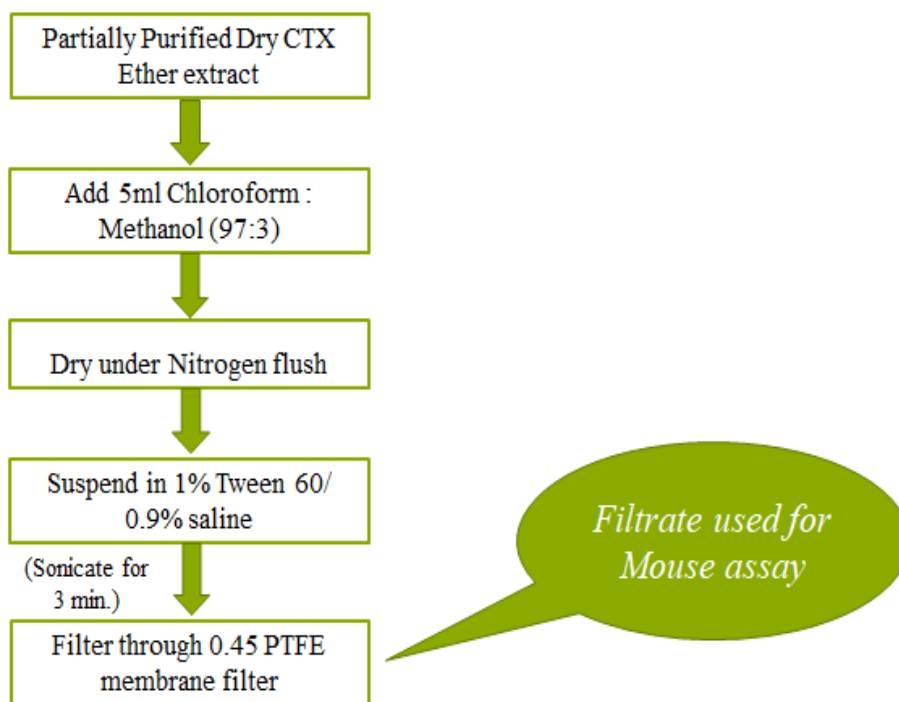 Partially Purified Dry CTX
Ether extract
Add 5ml Chloroform :
Methanol (97:3)
Dry under Nitrogen flush
Suspend in 1% Tween 60/
0.9% saline
(Sonicate for
3 min.)
Filter through 0.45 PTFE
membrane filter
Filtrate used for
Mouse assay